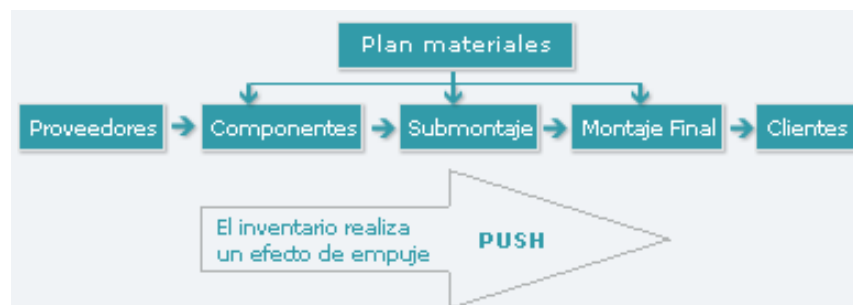 Plan materiales
Proveedores
Componentes
Submontaje
Montaje Final
Clientes
El inventario realiza
un efecto de empuje
PUSH